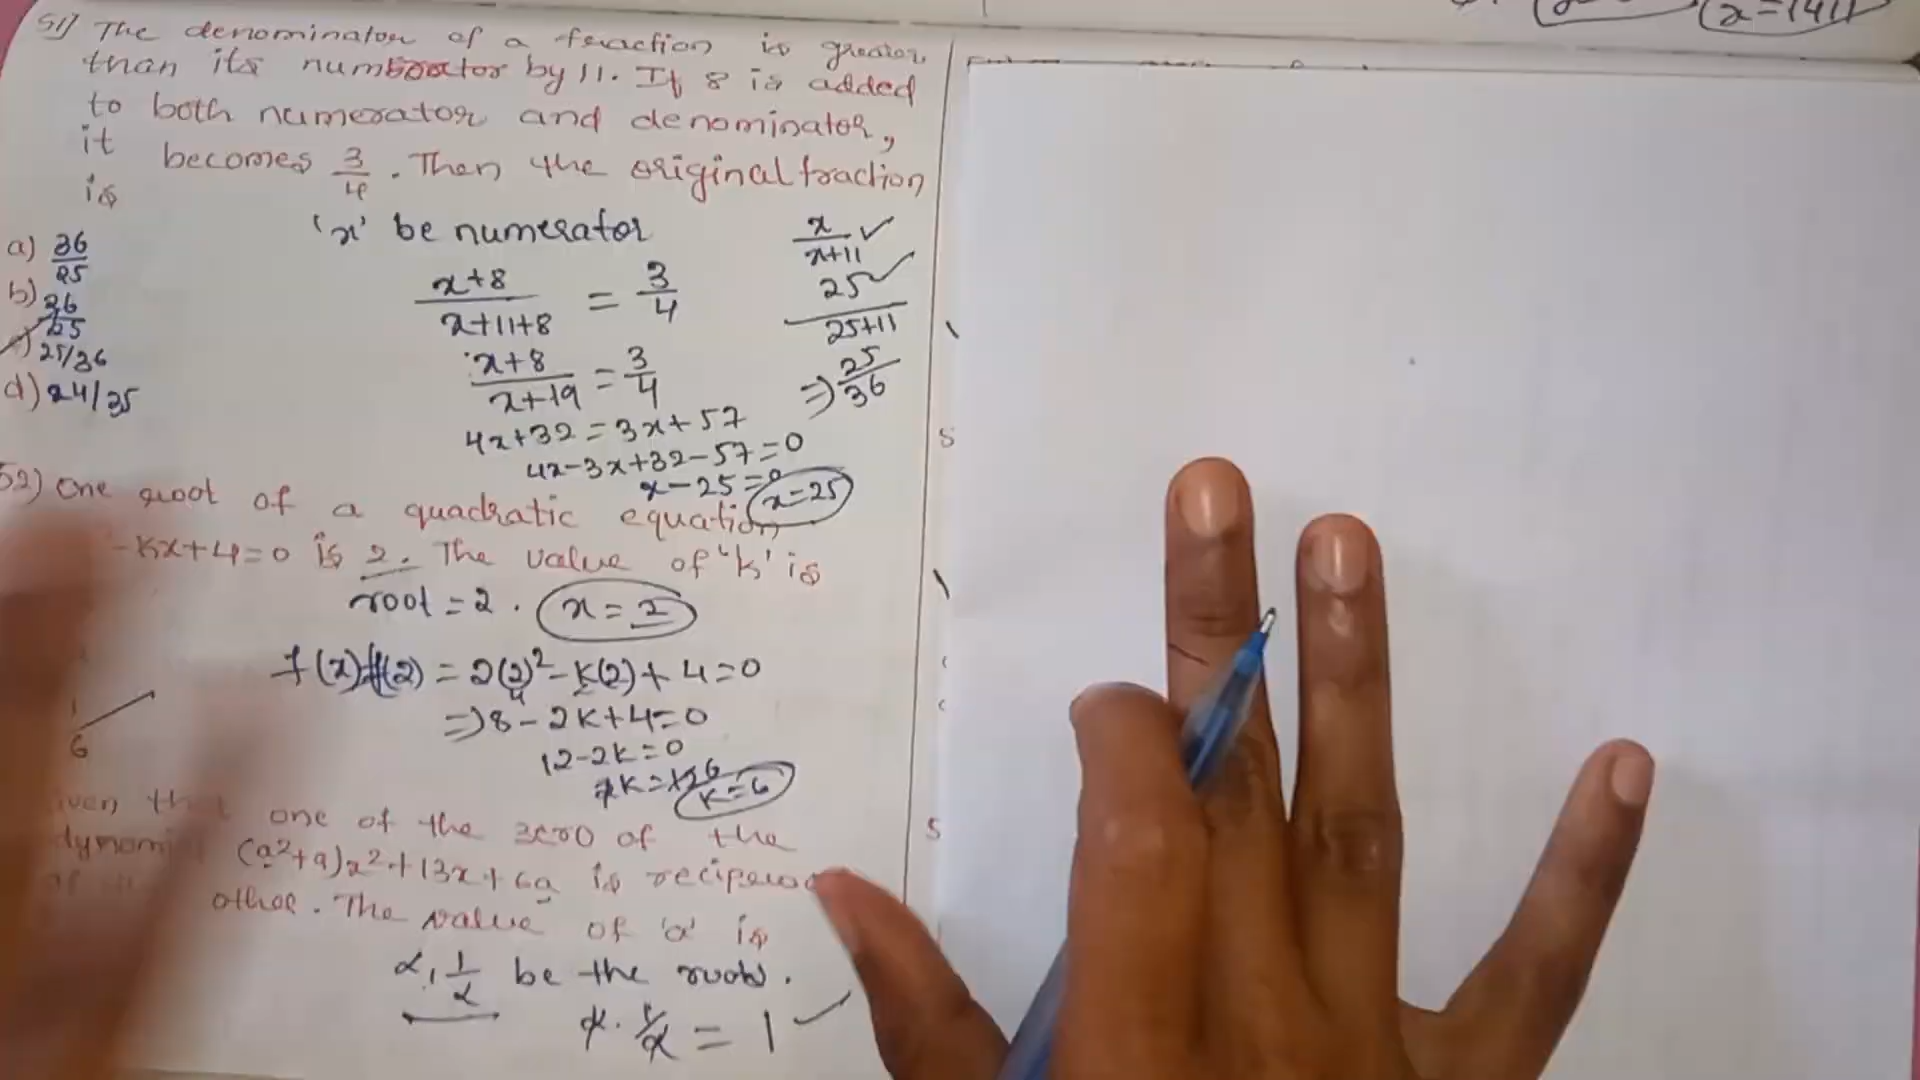 51) The denominator of a fraction is greater
than its numerator by 11. If 8 is added
to both numerator and denominator,
it becomes 3/4. Then the original fraction
is
a) 36/25
b) 26/25
c) 25/36
d) 24/35
'x' be numerator
x+8/x+11+8 = 3/4
x+8/x+19 = 3/4
4x+32=3x+57
4x-3x+32-57=0
x-25=0
x=25
x/x+11
25/25+11
⇒ 25/36
52) One root of a quadratic equation
-kx+4=0 is 2. The value of 'k' is
root = 2. x=2
f(x) f(2) = 2(2)² - k(2) + 4 = 0
4
⇒ 8 - 2k+4=0
12-2k=0
k=6
6
one of the zero of the
(a²+9)x²+13x+6a is
other. The value of 'a' is
α, 1/α be the roots.
α · 1/α = 1